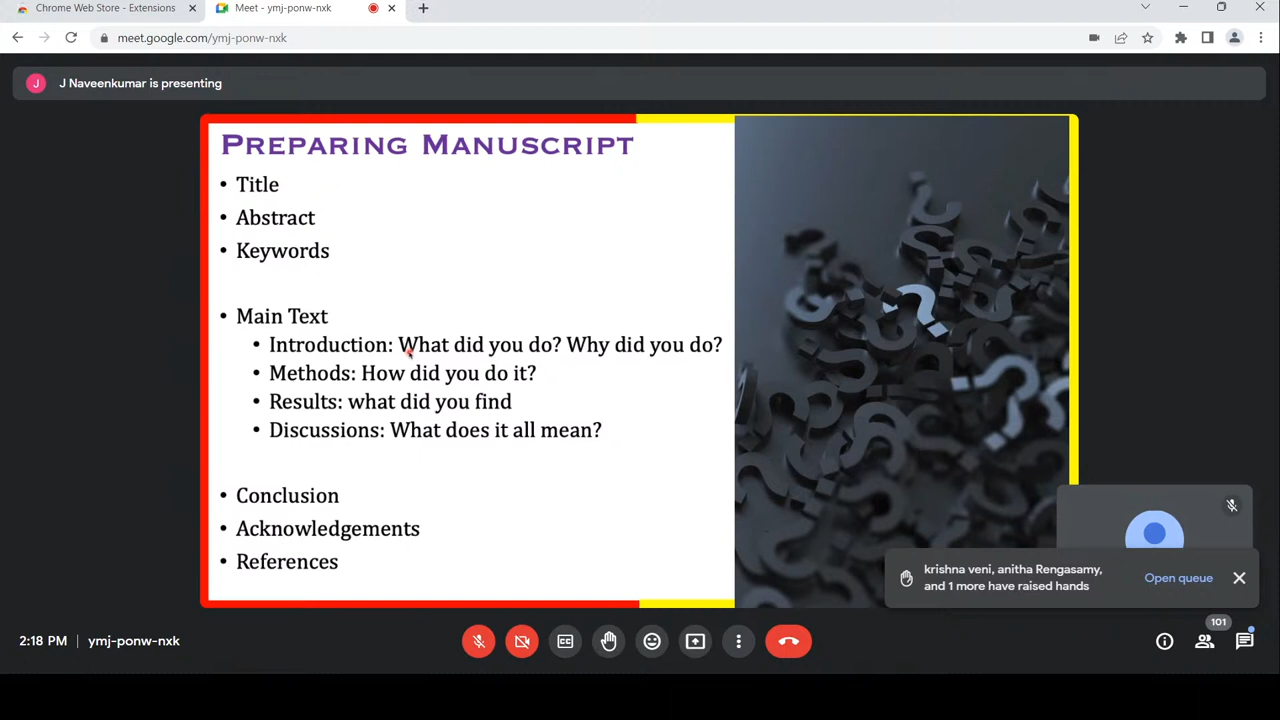 Chrome Web Store - Extensions
Meet - ymj-ponw-nxk
meet.google.com/ymj-ponw-nxk
J
J Naveenkumar is presenting
PREPARING MANUSCRIPT
• Title
• Abstract
• Keywords
• Main Text
• Introduction: What did you do? Why did you do?
• Methods: How did you do it?
• Results: what did you find
• Discussions: What does it all mean?
• Conclusion
• Acknowledgements
• References
krishna veni, anitha Rengasamy,
and 1 more have raised hands
Open queue
2:18 PM
ymj-ponw-nxk
101